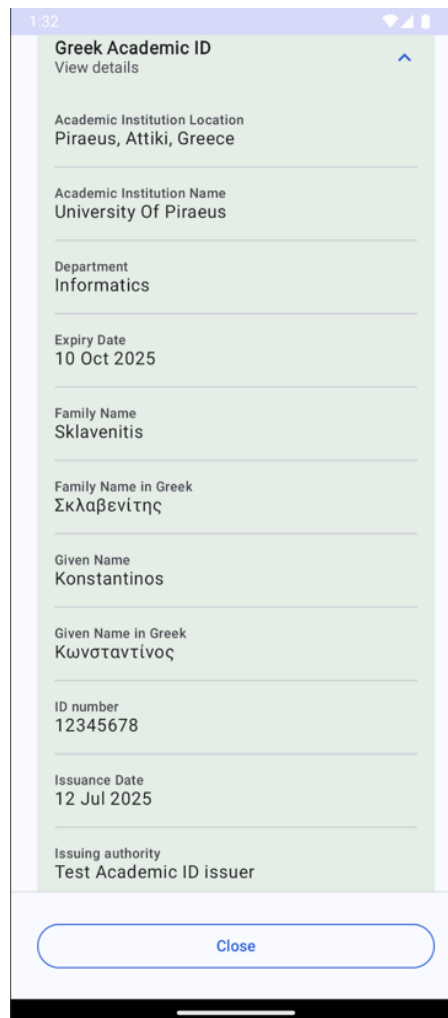 1:32
Greek Academic ID
View details
Academic Institution Location
Piraeus, Attiki, Greece
Academic Institution Name
University Of Piraeus
Department
Informatics
Expiry Date
10 Oct 2025
Family Name
Sklavenitis
Family Name in Greek
Σκλαβενίτης
Given Name
Konstantinos
Given Name in Greek
Κωνσταντίνος
ID number
12345678
Issuance Date
12 Jul 2025
Issuing authority
Test Academic ID issuer
Close